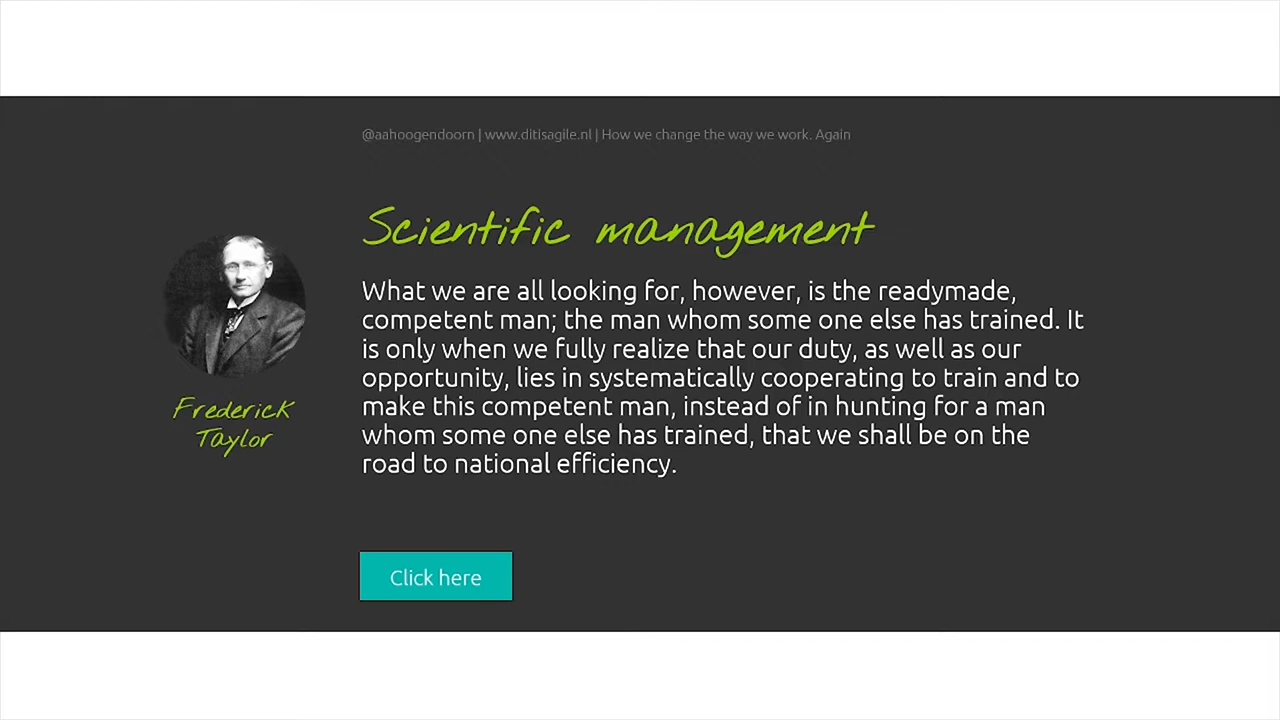 @aahoogendoorn | www.ditisagile.nl | How we change the way we work. Again
Scientific management
What we are all looking for, however, is the readymade,
competent man; the man whom some one else has trained. It
is only when we fully realize that our duty, as well as our
opportunity, lies in systematically cooperating to train and to
make this competent man, instead of in hunting for a man
whom some one else has trained, that we shall be on the
road to national efficiency.
Frederick
Taylor
Click here